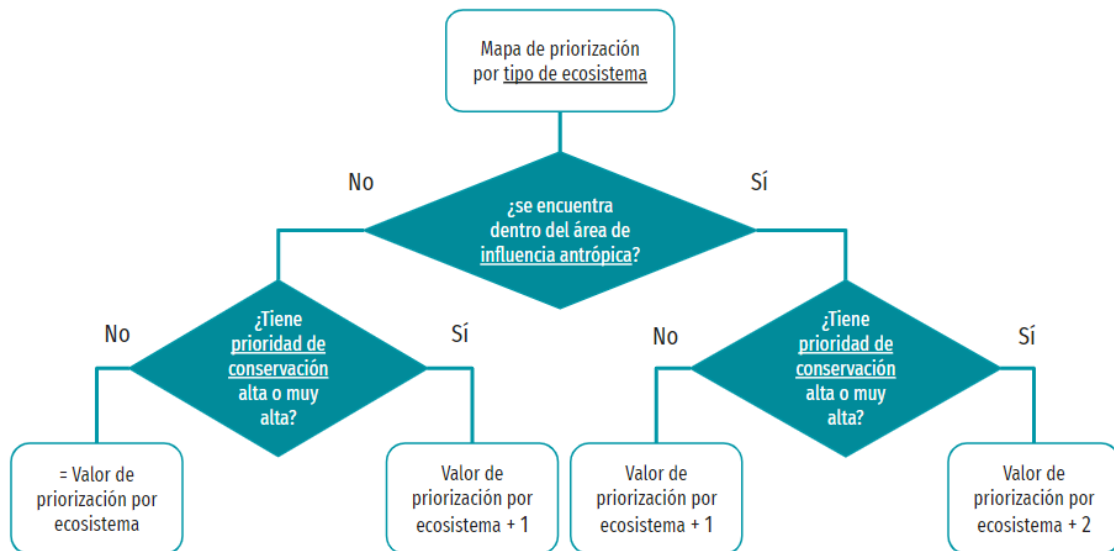 Mapa de priorización
por tipo de ecosistema
No
Sí
¿se encuentra
dentro del área de
influencia antrópica?
No
¿Tiene
prioridad de
conservación
alta o muy
alta?
Sí
No
¿Tiene
prioridad de
conservación
alta o muy
alta?
Sí
= Valor de
priorización por
ecosistema
Valor de
priorización por
ecosistema + 1
Valor de
priorización por
ecosistema + 1
Valor de
priorización por
ecosistema + 2